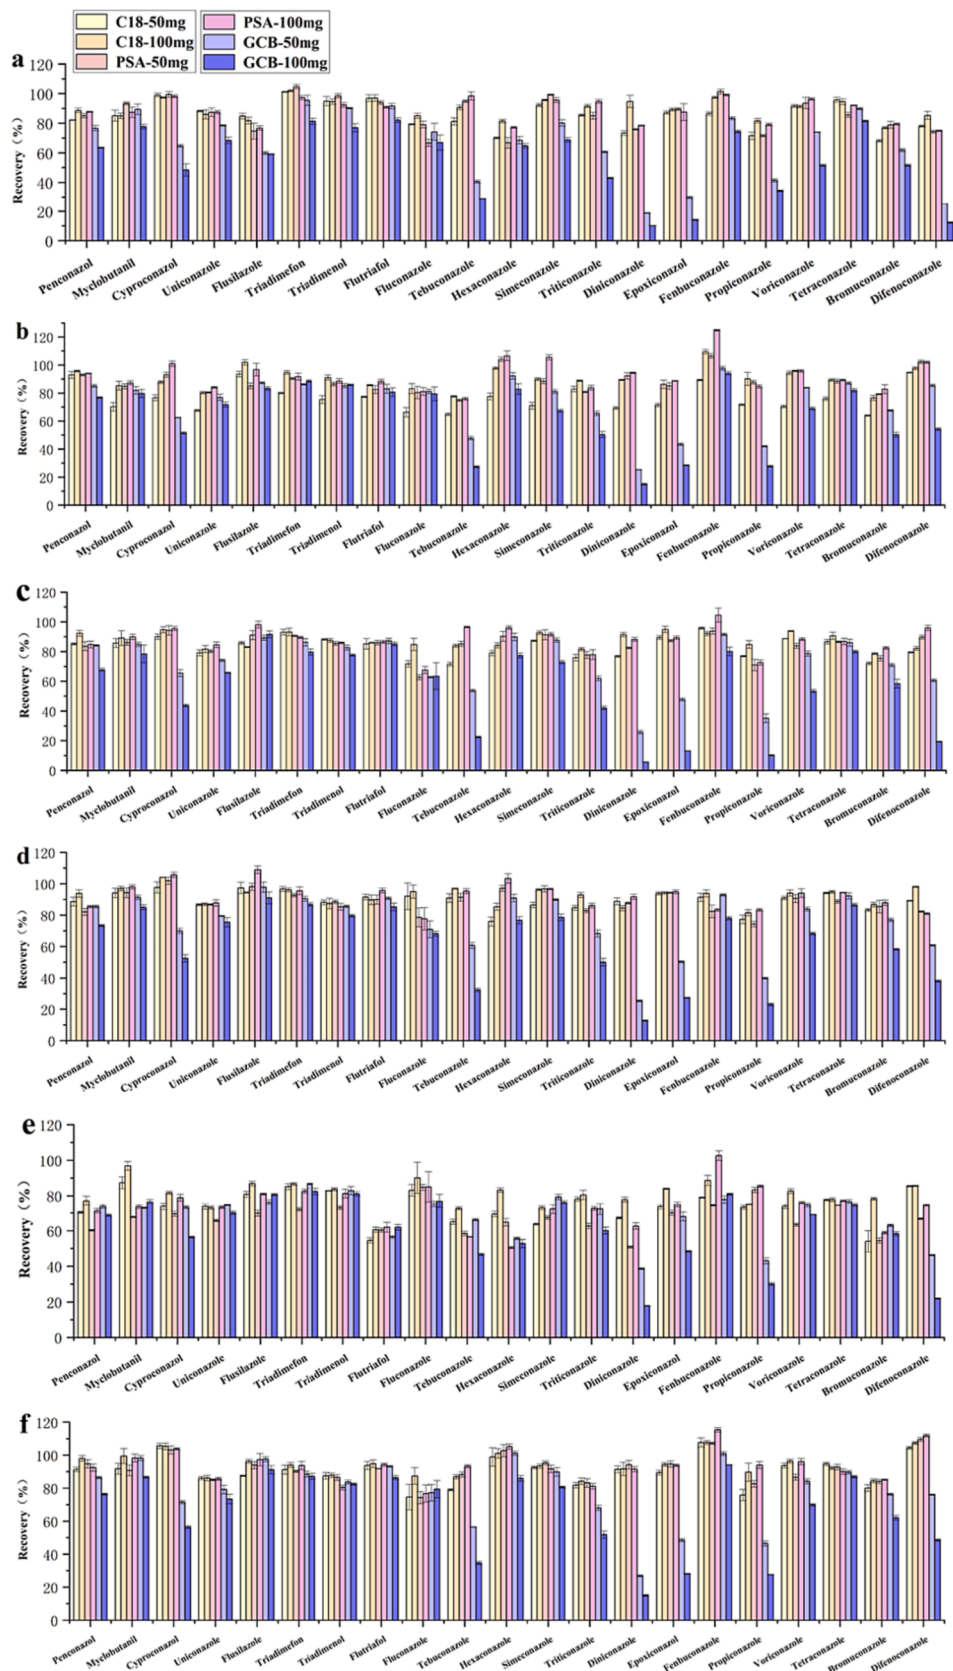 C18-50mg
C18-100mg
PSA-50mg
PSA-100mg
GCB-50mg
GCB-100mg
a
Recovery (%)
120
100
80
60
40
20
0
Penconazol
Myclobutanil
Cyproconazol
Uniconazole
Flusilazole
Triadimefon
Triadimenol
Flutriafol
Fluconazole
Tebuconazole
Hexaconazole
Simeconazole
Triticonazole
Diniconazole
Epoxiconazol
Fenbuconazole
Propiconazole
Voriconazole
Tetraconazole
Bromuconazole
Difenoconazole
b
Recovery (%)
120
100
80
60
40
20
0
Penconazol
Myclobutanil
Cyproconazol
Uniconazole
Flusilazole
Triadimefon
Triadimenol
Flutriafol
Fluconazole
Tebuconazole
Hexaconazole
Simeconazole
Triticonazole
Diniconazole
Epoxiconazol
Fenbuconazole
Propiconazole
Voriconazole
Tetraconazole
Bromuconazole
Difenoconazole
c
Recovery (%)
120
100
80
60
40
20
0
Penconazol
Myclobutanil
Cyproconazol
Uniconazole
Flusilazole
Triadimefon
Triadimenol
Flutriafol
Fluconazole
Tebuconazole
Hexaconazole
Simeconazole
Triticonazole
Diniconazole
Epoxiconazol
Fenbuconazole
Propiconazole
Voriconazole
Tetraconazole
Bromuconazole
Difenoconazole
d
Recovery (%)
120
100
80
60
40
20
0
Penconazol
Myclobutanil
Cyproconazol
Uniconazole
Flusilazole
Triadimefon
Triadimenol
Flutriafol
Fluconazole
Tebuconazole
Hexaconazole
Simeconazole
Triticonazole
Diniconazole
Epoxiconazol
Fenbuconazole
Propiconazole
Voriconazole
Tetraconazole
Bromuconazole
Difenoconazole
e
Recovery (%)
120
100
80
60
40
20
0
Penconazol
Myclobutanil
Cyproconazol
Uniconazole
Flusilazole
Triadimefon
Triadimenol
Flutriafol
Fluconazole
Tebuconazole
Hexaconazole
Simeconazole
Triticonazole
Diniconazole
Epoxiconazol
Fenbuconazole
Propiconazole
Voriconazole
Tetraconazole
Bromuconazole
Difenoconazole
f
Recovery (%)
120
100
80
60
40
20
0
Penconazol
Myclobutanil
Cyproconazol
Uniconazole
Flusilazole
Triadimefon
Triadimenol
Flutriafol
Fluconazole
Tebuconazole
Hexaconazole
Simeconazole
Triticonazole
Diniconazole
Epoxiconazol
Fenbuconazole
Propiconazole
Voriconazole
Tetraconazole
Bromuconazole
Difenoconazole